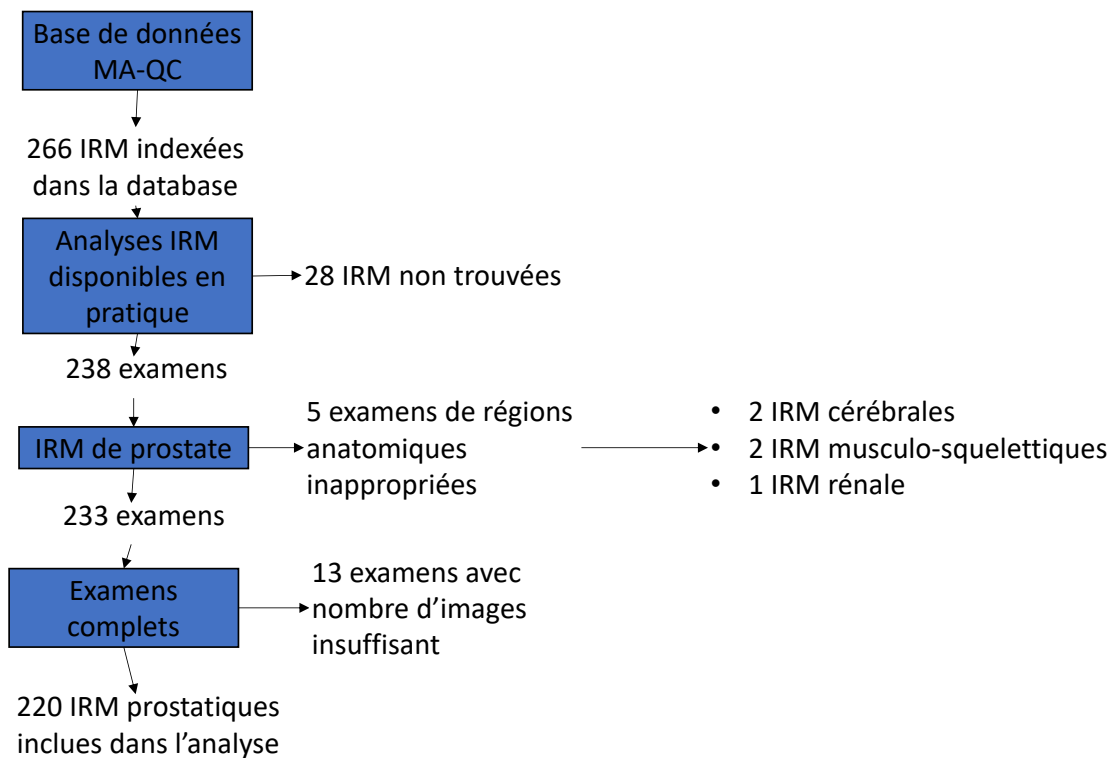 Base de données
MA-QC
266 IRM indexées
dans la database
Analyses IRM
disponibles en
pratique
28 IRM non trouvées
238 examens
IRM de prostate
5 examens de régions
anatomiques
inappropriées
• 2 IRM cérébrales
• 2 IRM musculo-squelettiques
• 1 IRM rénale
233 examens
Examens
complets
13 examens avec
nombre d’images
insuffisant
220 IRM prostatiques
inclues dans l’analyse